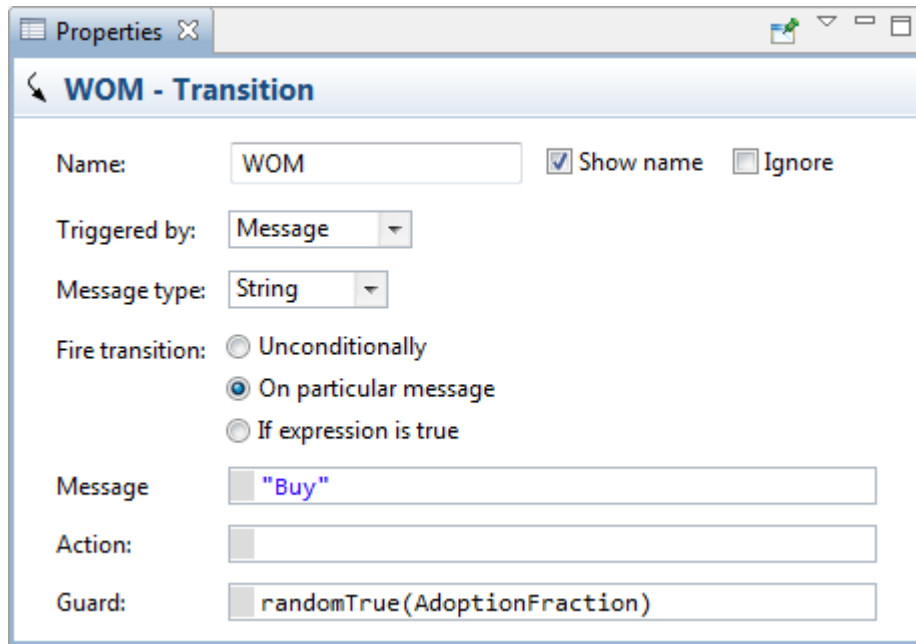 Properties
WOM - Transition
Name: WOM Show name Ignore
Triggered by: Message
Message type: String
Fire transition: Unconditionally
On particular message
If expression is true
Message "Buy"
Action:
Guard: randomTrue(AdoptionFraction)